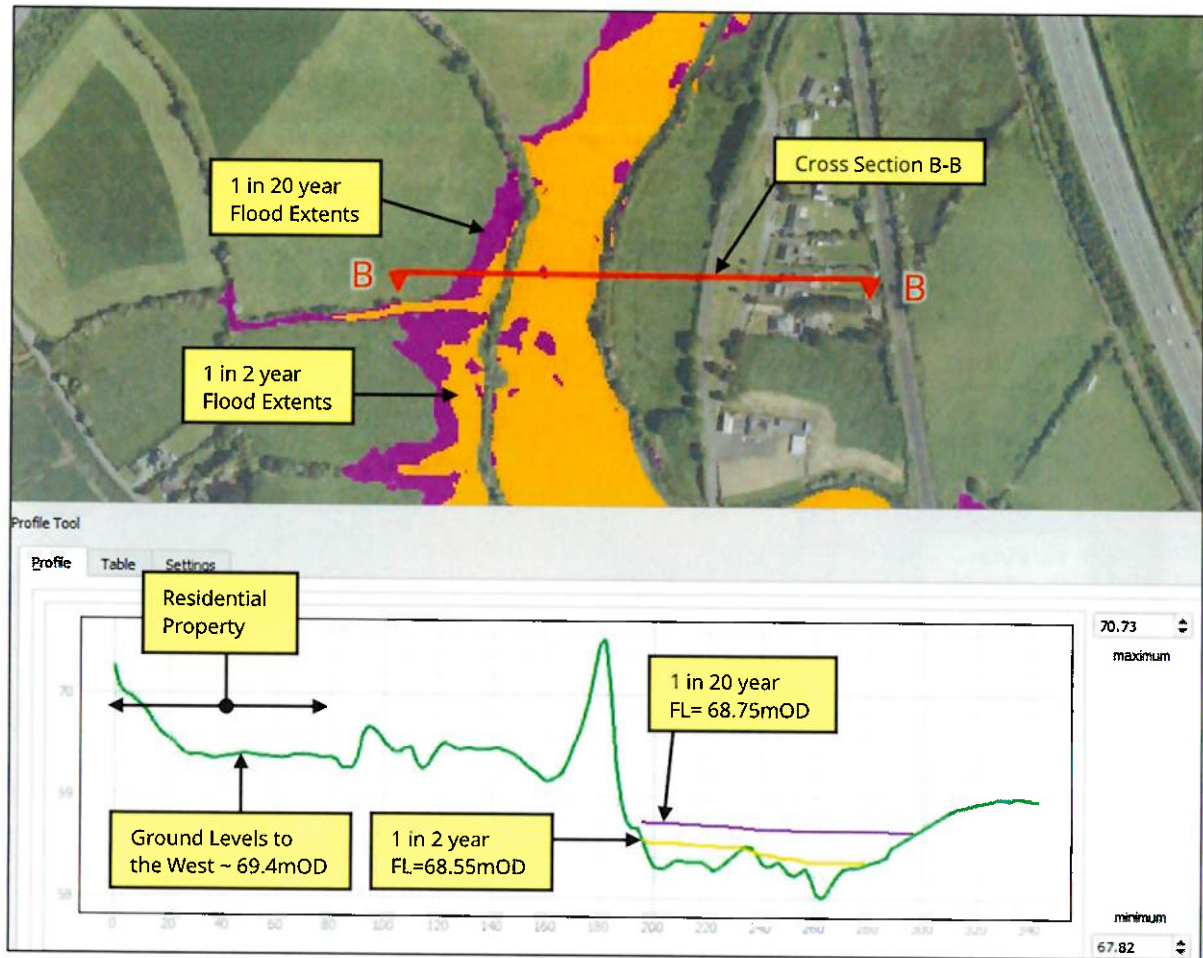 1 in 20 year
Flood Extents
Cross Section B-B
B
B
1 in 2 year
Flood Extents
Profile Tool
Profile Table Settings
Residential
Property
70.73
maximum
1 in 20 year
FL= 68.75mOD
70
69
Ground Levels to
the West ~ 69.4mOD
1 in 2 year
FL=68.55mOD
0 20 40 60 80 100 120 140 160 180 200 220 240 260 280 300 320 340
minimum
67.82